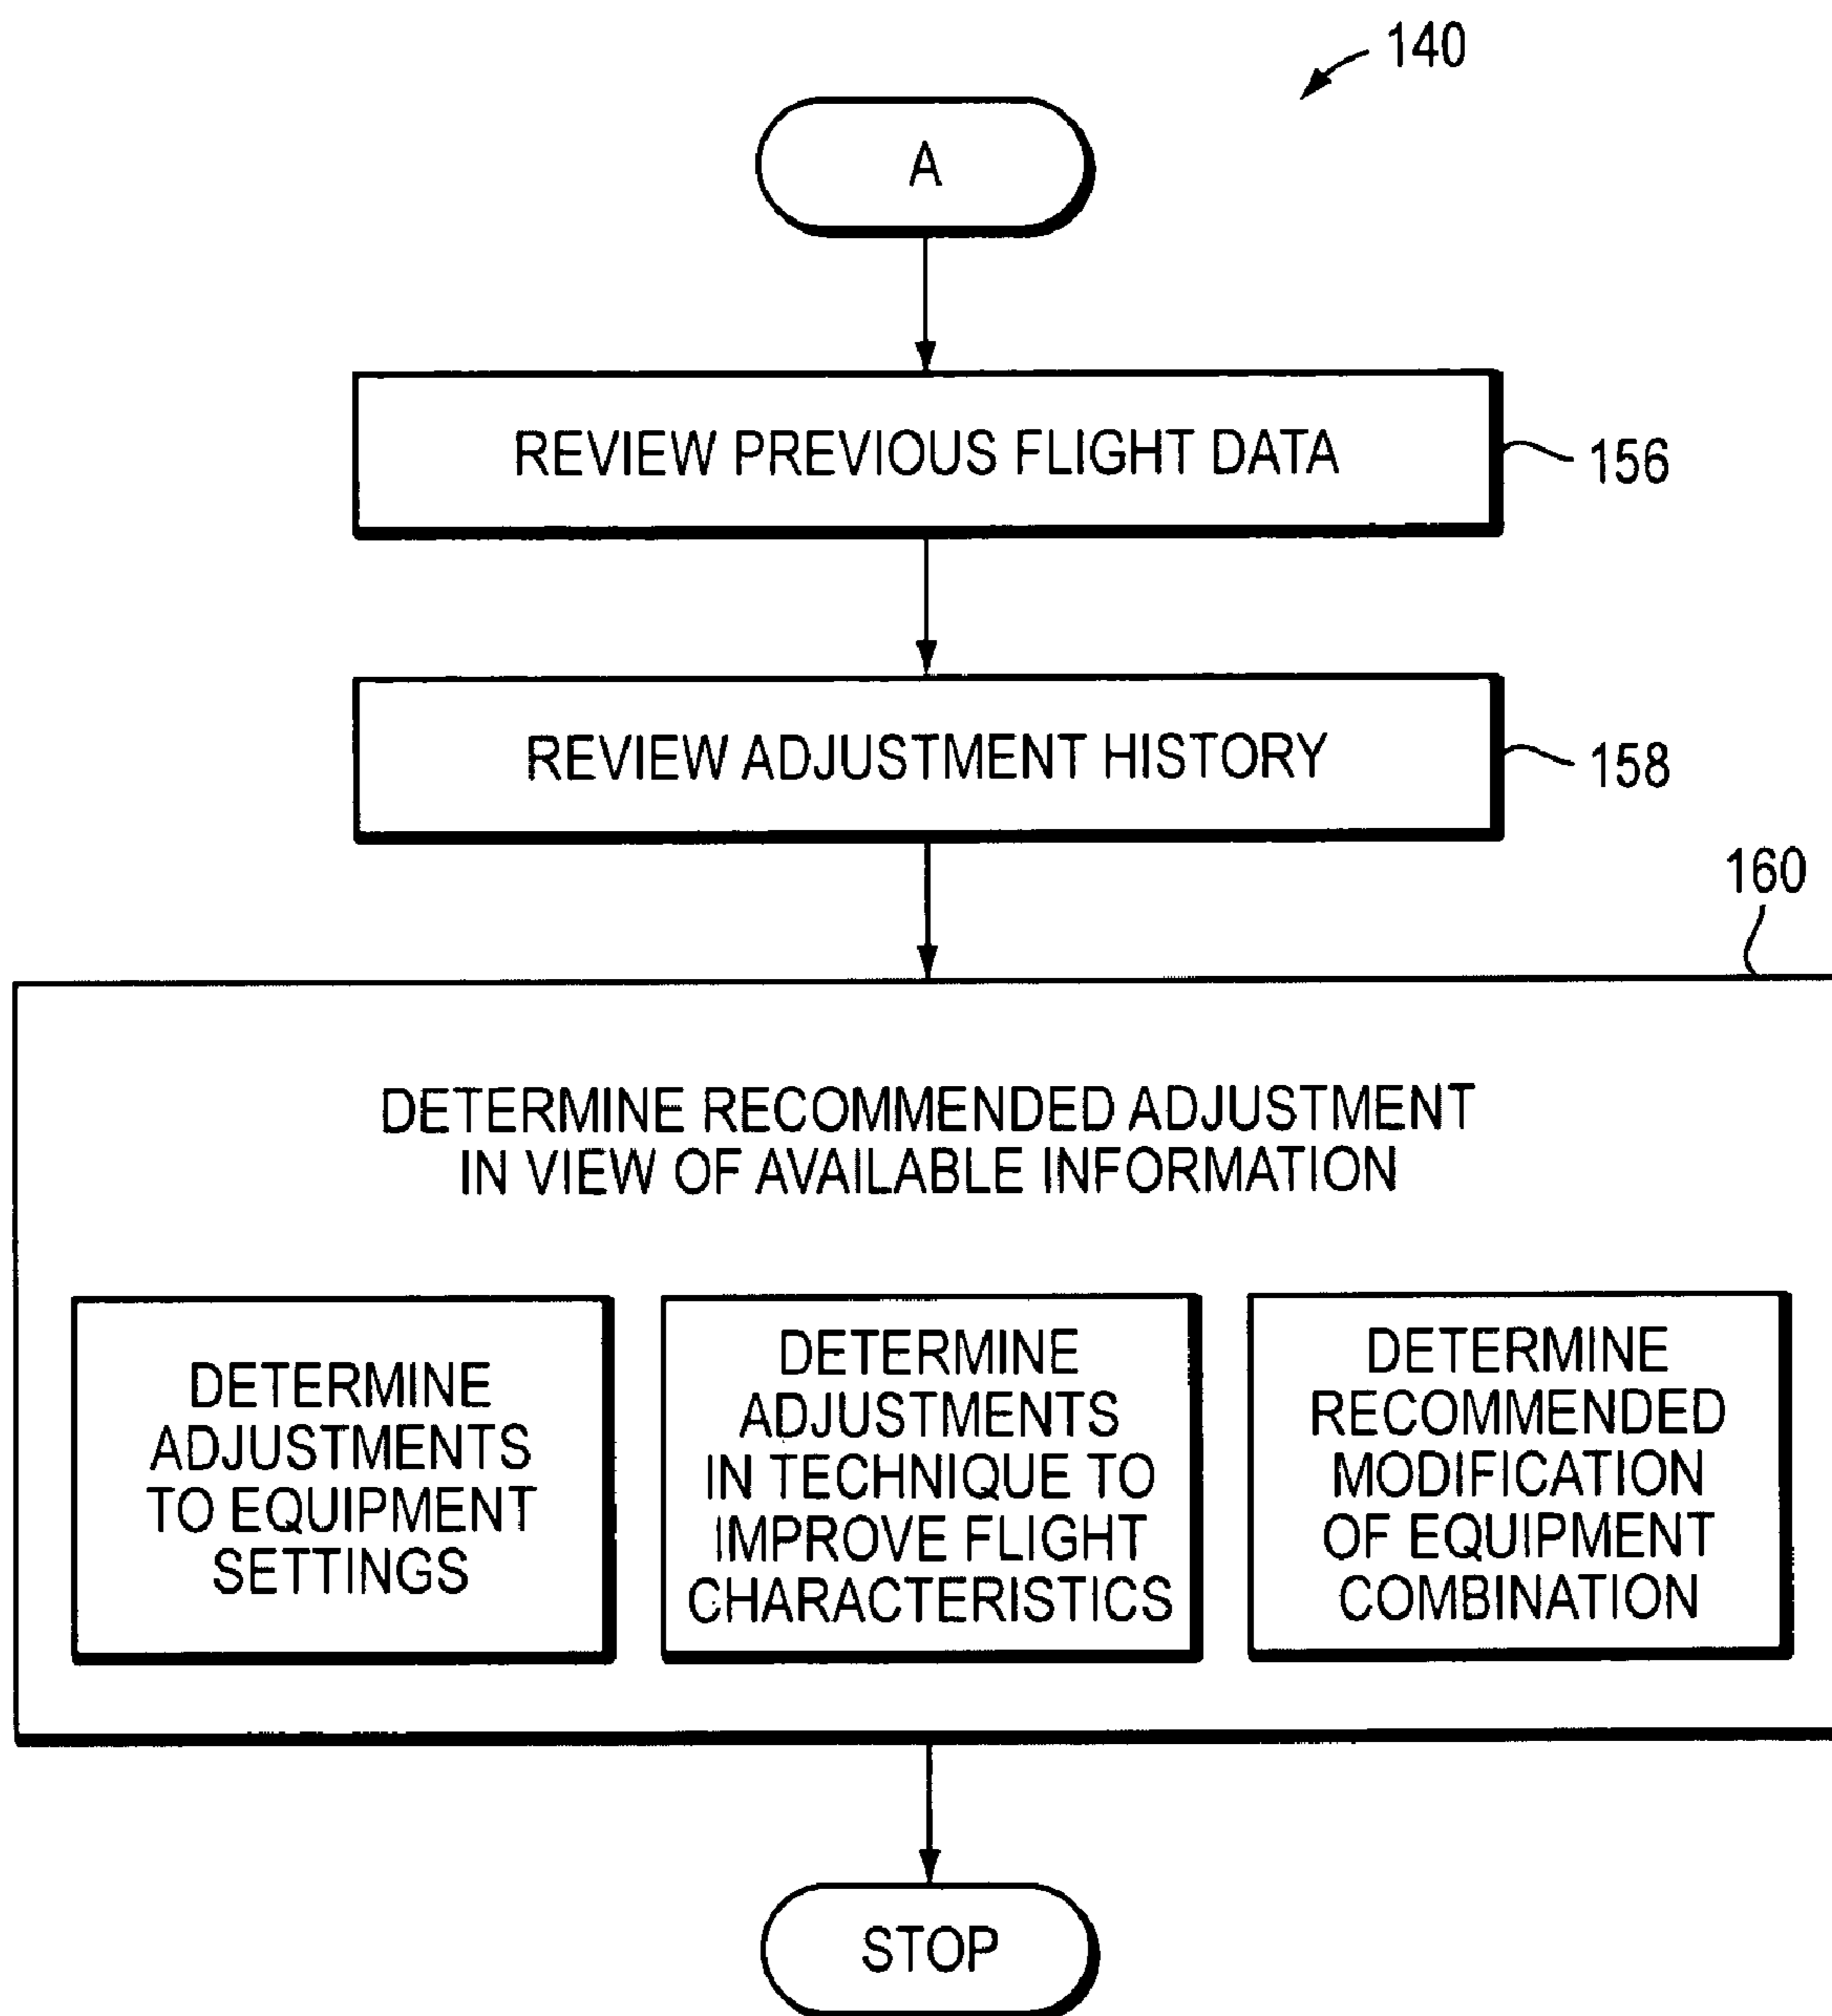 140
A
REVIEW PREVIOUS FLIGHT DATA
156
REVIEW ADJUSTMENT HISTORY
158
160
DETERMINE RECOMMENDED ADJUSTMENT
IN VIEW OF AVAILABLE INFORMATION
DETERMINE
ADJUSTMENTS
TO EQUIPMENT
SETTINGS
DETERMINE
ADJUSTMENTS
IN TECHNIQUE TO
IMPROVE FLIGHT
CHARACTERISTICS
DETERMINE
RECOMMENDED
MODIFICATION
OF EQUIPMENT
COMBINATION
STOP